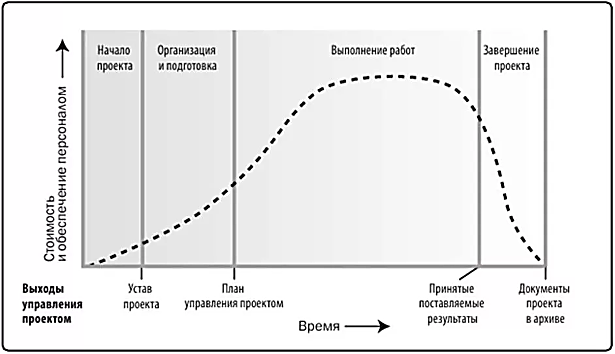 Начало
проекта
Организация
и подготовка
Выполнение работ
Завершение
проекта
Стоимость
и обеспечение персоналом
Выходы
управления
проектом
Устав
проекта
План
управления проектом
Принятые
поставляемые
результаты
Документы
проекта
в архиве
Время